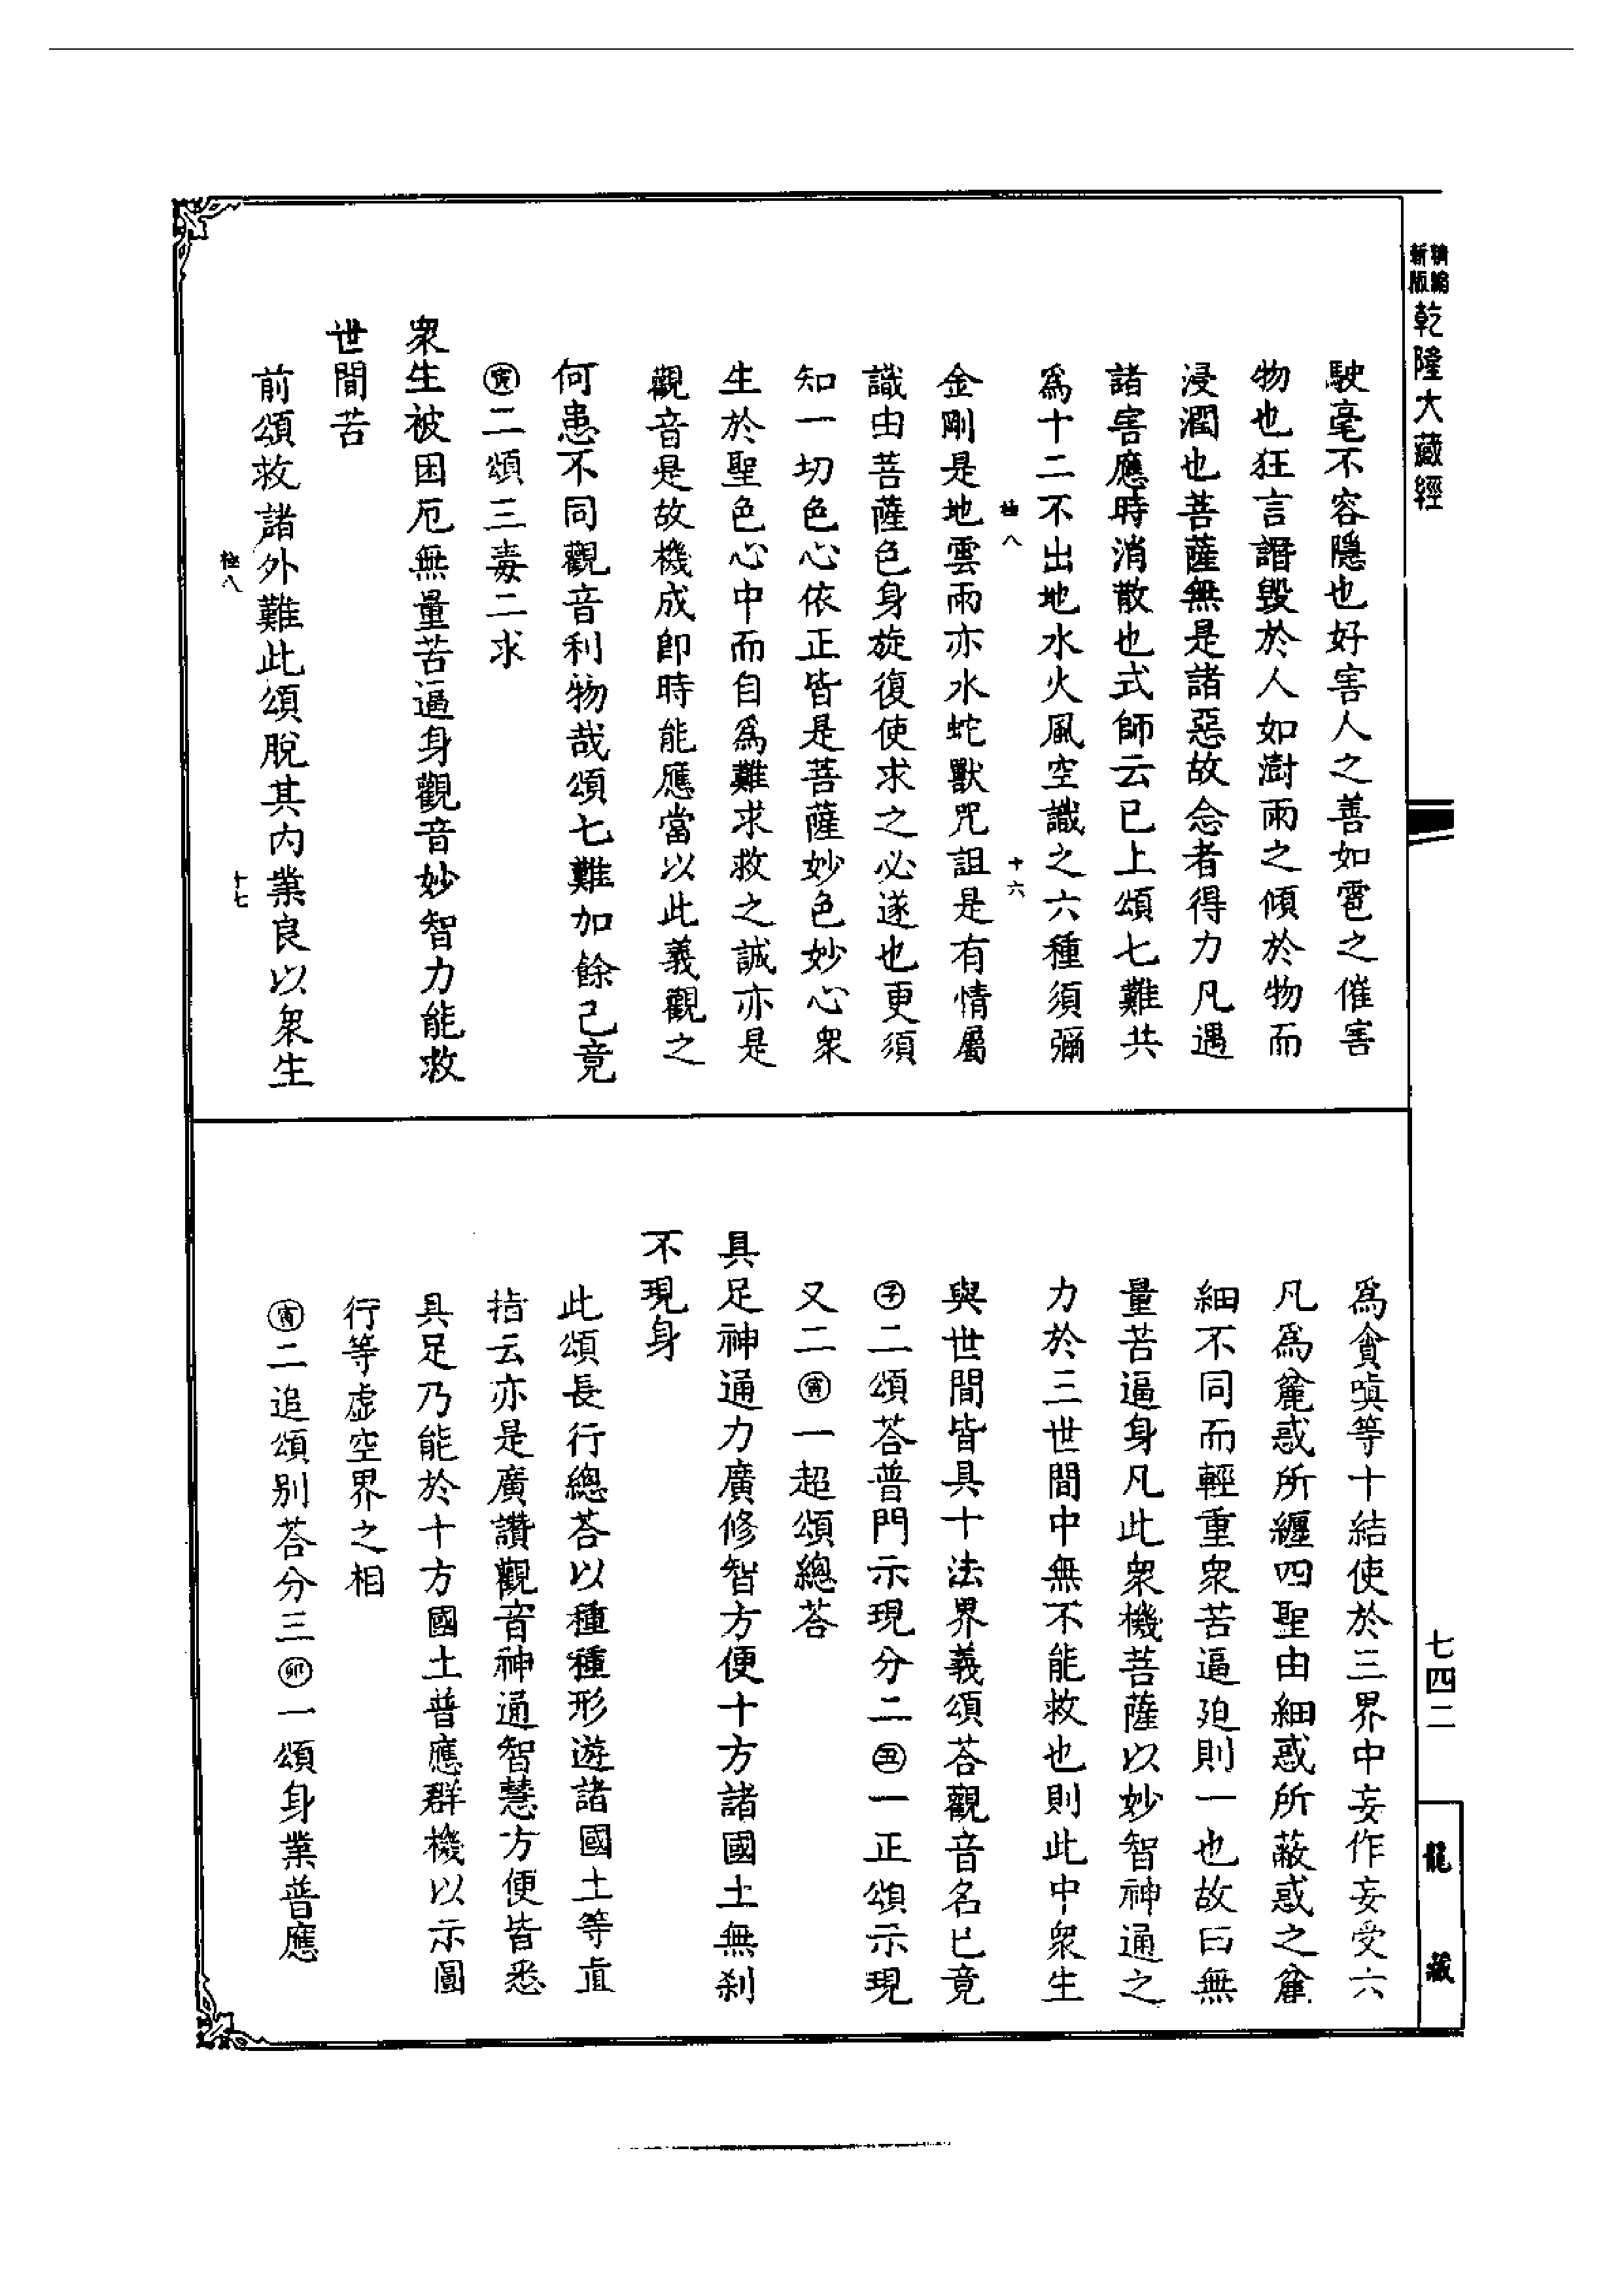 精編
新版
乾隆大藏經
駛毫不容隱也好害人之善如雹之催害
物也狂言譖毀於人如澍雨之傾於物而
浸潤也菩薩無是諸惡故念者得力凡遇
諸害應時消散也式師云已上頌七難共
爲十二不出地水火風空識之六種須彌
極八
十六
金剛是地雲雨亦水蛇獸咒詛是有情屬
識由菩薩色身旋復使求之必遂也更須
知一切色心依正皆是菩薩妙色妙心衆
生於聖色心中而自爲難求救之誠亦是
觀音是故機成卽時能應當以此義觀之
何患不同觀音利物哉頌七難加餘已竟
㊞二頌三毒二求
衆生被困厄無量苦逼身觀音妙智力能救
世間苦
前頌救諸外難此頌脫其內業良以衆生
極八
十七
爲貪嗔等十結使於三界中妄作妄受六
凡爲麄惑所纏四聖由細惑所蔽惑之麄
細不同而輕重衆苦逼廹則一也故曰無
量苦逼身凡此衆機菩薩以妙智神通之
力於三世間中無不能救也則此中衆生
與世間皆具十法界義頌荅觀音名已竟
子二頌荅普門示現分二丑一正頌示現
又二寅一超頌總荅
具足神通力廣修智方便十方諸國土無刹
不現身
此頌長行總荅以種種形遊諸國土等直
指云亦是廣讚觀音神通智慧方便皆悉
具足乃能於十方國土普應群機以示圓
行等虛空界之相
寅二追頌別荅分三卯一頌身業普應
七四二
龍藏